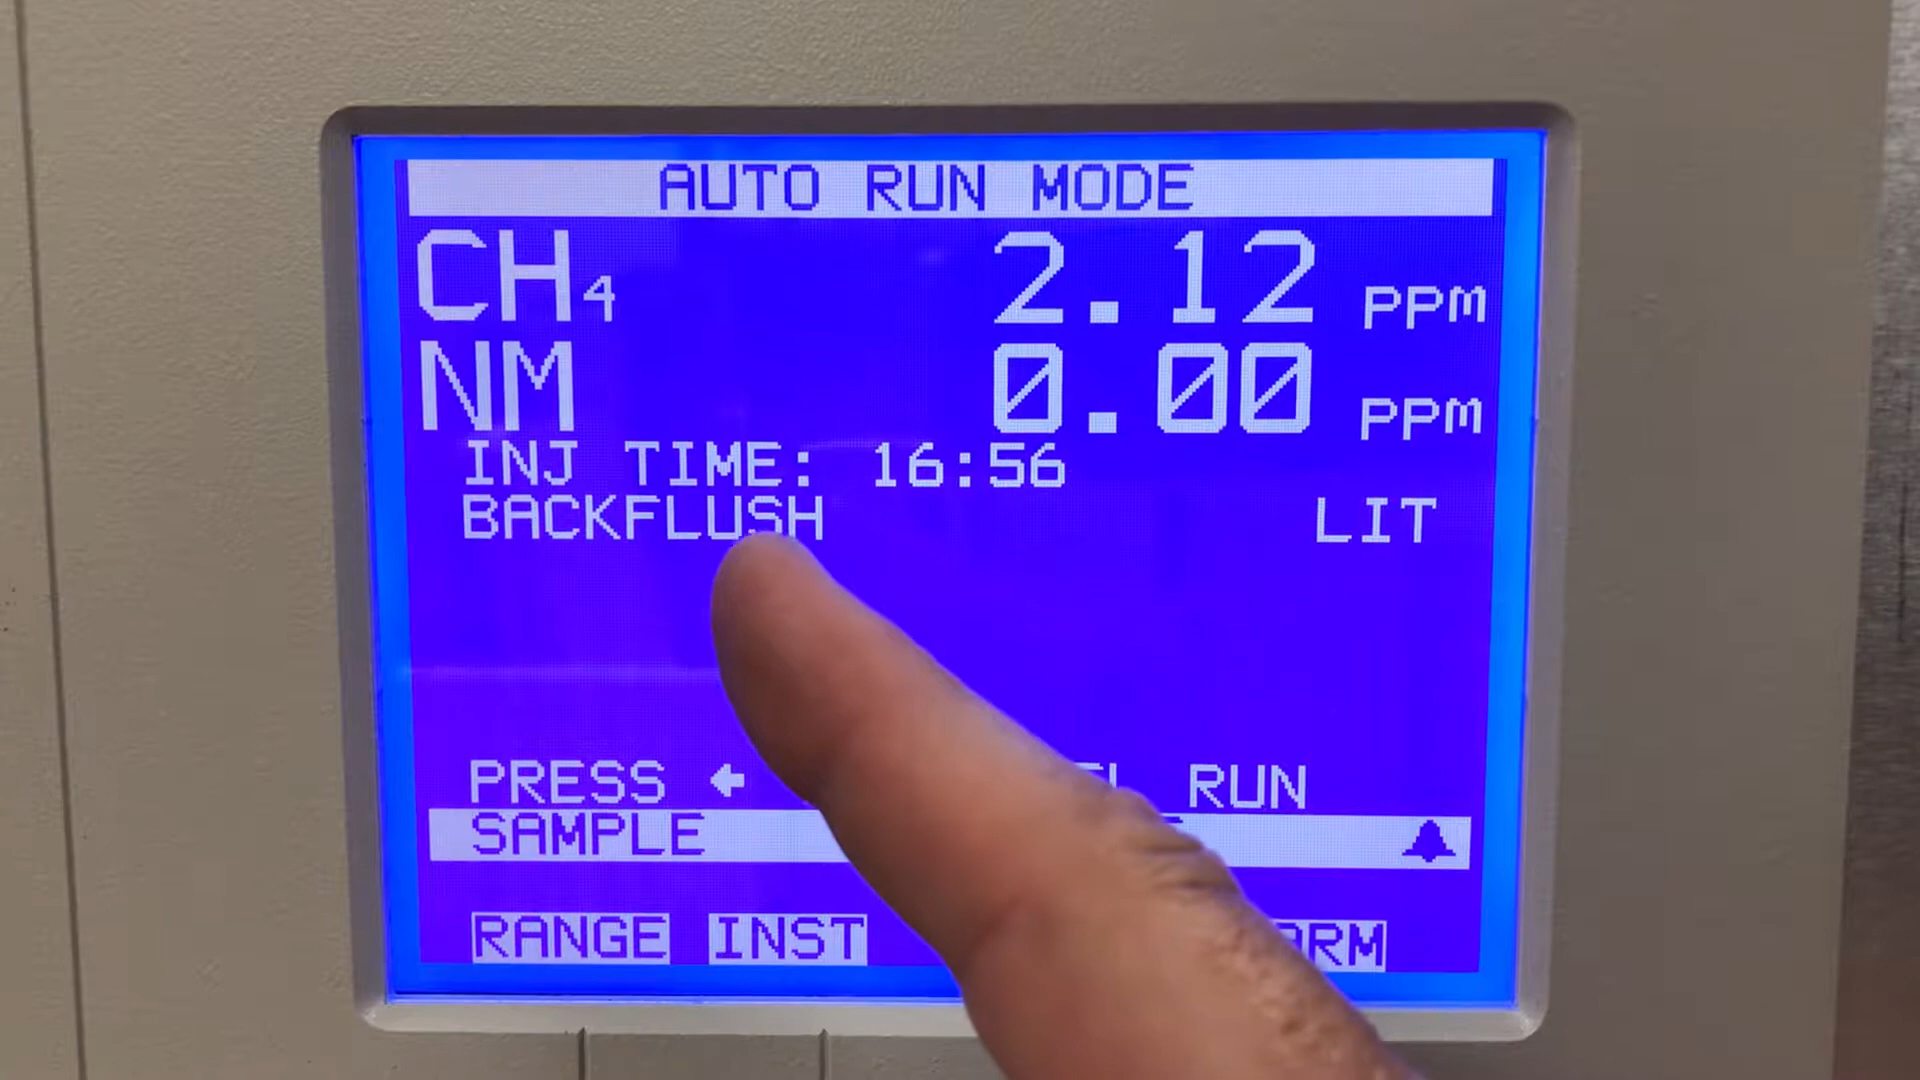 AUTO RUN MODE
CH₄ 2.12 PPM
NM 0.00 PPM
INJ TIME: 16:56
BACKFLUSH LIT
PRESS ← RUN
SAMPLE
RANGE INST